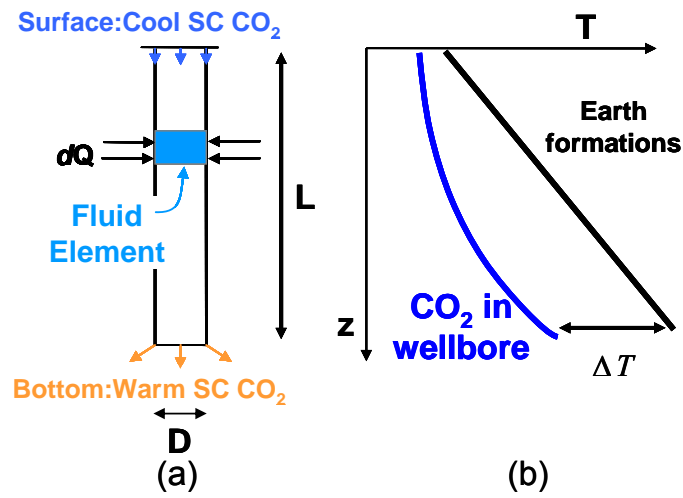 Surface:Cool SC CO₂
dQ
Fluid
Element
L
Bottom:Warm SC CO₂
D
(a)
T
Earth
formations
CO₂ in
wellbore
z
ΔT
(b)